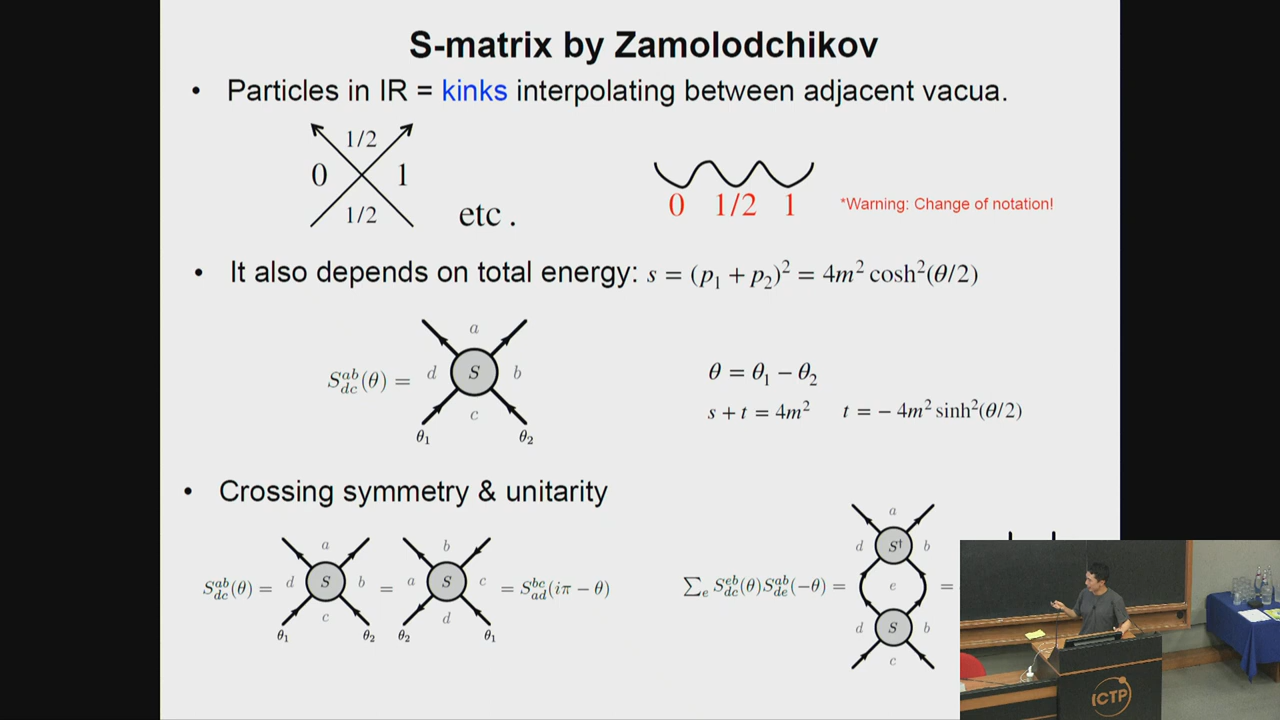 S-matrix by Zamolodchikov
• Particles in IR = kinks interpolating between adjacent vacua.
1/2
0 1
1/2
etc .
0 1/2 1
*Warning: Change of notation!
• It also depends on total energy: s = (p₁ + p₂)² = 4m² cosh²(θ/2)
a
S^{ab}_{dc}(θ) = d S b
c
θ₁ θ₂
θ = θ₁ − θ₂
s + t = 4m² t = − 4m² sinh²(θ/2)
• Crossing symmetry & unitarity
a b
S^{ab}_{dc}(θ) = d S b = a S c = S^{bc}_{ad}(iπ − θ)
c d
θ₁ θ₂ θ₂ θ₁
a
d S† b
∑ₑ S^{eb}_{dc}(θ)S^{ab}_{de}(−θ) = e =
d S b
c
ICTP